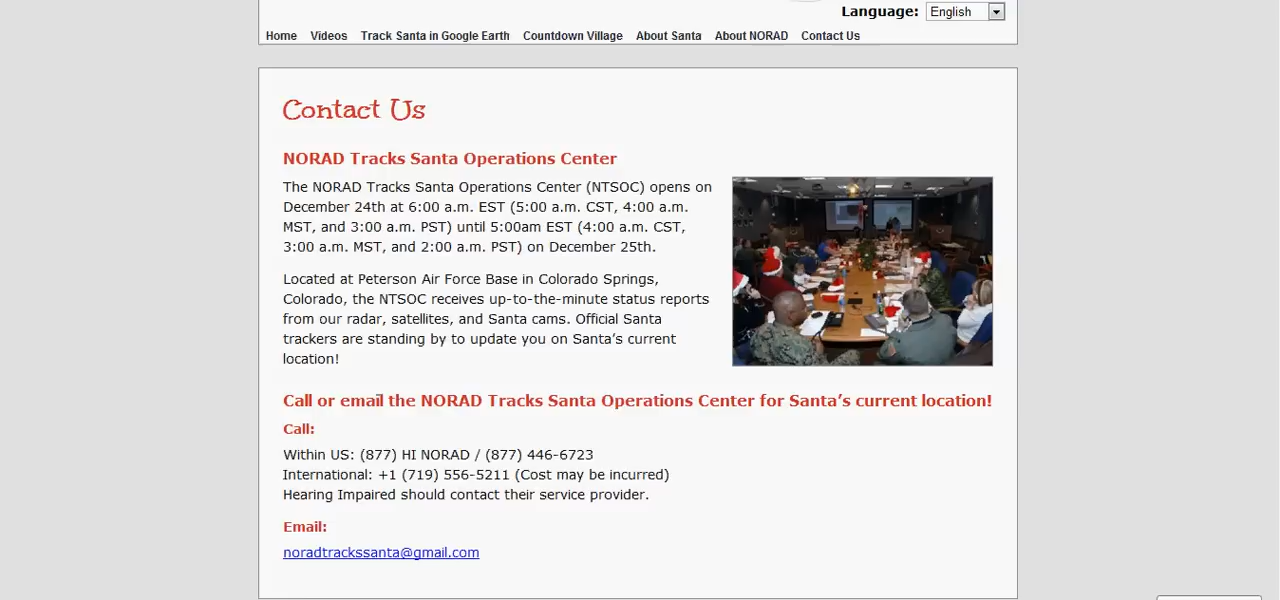 Language: English
Home Videos Track Santa in Google Earth Countdown Village About Santa About NORAD Contact Us
Contact Us
NORAD Tracks Santa Operations Center
The NORAD Tracks Santa Operations Center (NTSOC) opens on
December 24th at 6:00 a.m. EST (5:00 a.m. CST, 4:00 a.m.
MST, and 3:00 a.m. PST) until 5:00am EST (4:00 a.m. CST,
3:00 a.m. MST, and 2:00 a.m. PST) on December 25th.
Located at Peterson Air Force Base in Colorado Springs,
Colorado, the NTSOC receives up-to-the-minute status reports
from our radar, satellites, and Santa cams. Official Santa
trackers are standing by to update you on Santa’s current
location!
Call or email the NORAD Tracks Santa Operations Center for Santa’s current location!
Call:
Within US: (877) HI NORAD / (877) 446-6723
International: +1 (719) 556-5211 (Cost may be incurred)
Hearing Impaired should contact their service provider.
Email:
noradtrackssanta@gmail.com